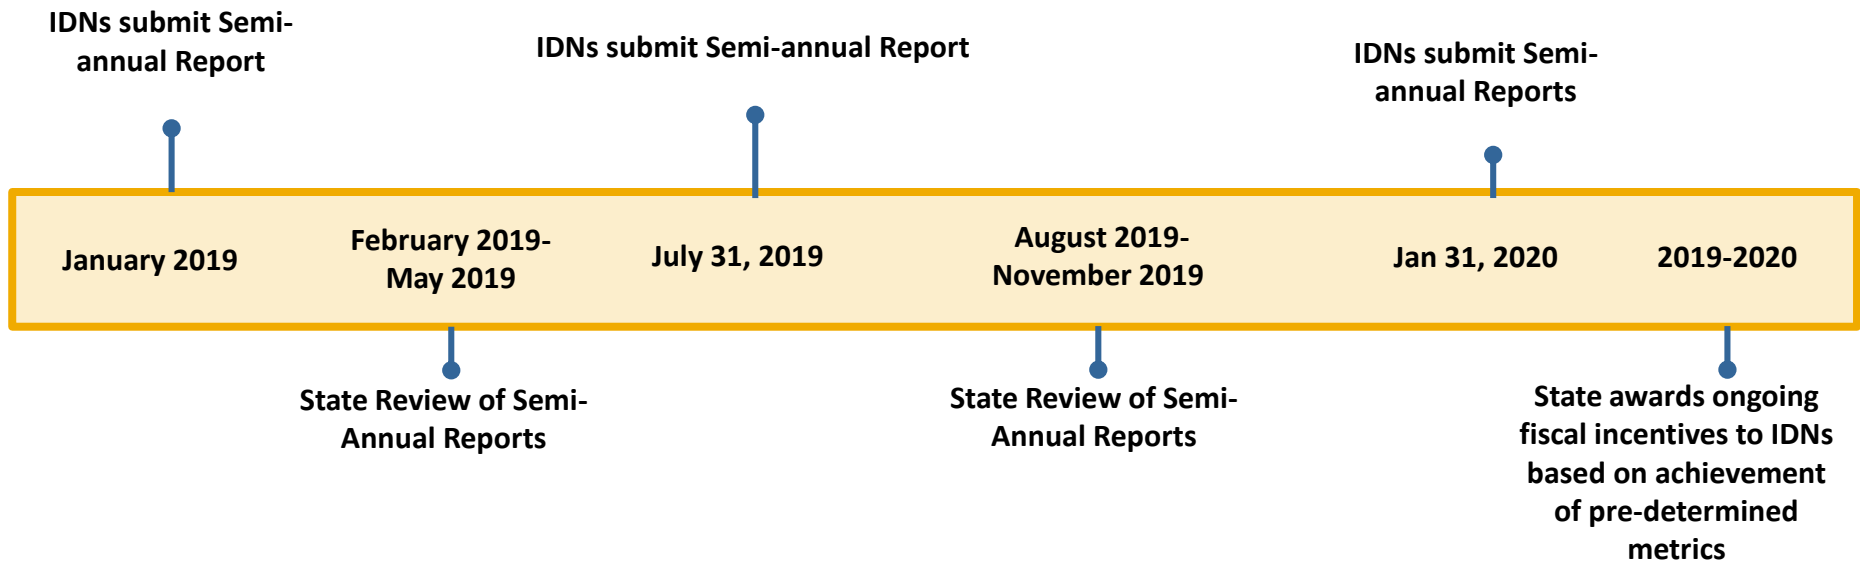 IDNs submit Semi-
annual Report
IDNs submit Semi-annual Report
IDNs submit Semi-
annual Reports
January 2019
February 2019-
May 2019
July 31, 2019
August 2019-
November 2019
Jan 31, 2020
2019-2020
State Review of Semi-
Annual Reports
State Review of Semi-
Annual Reports
State awards ongoing
fiscal incentives to IDNs
based on achievement
of pre-determined
metrics